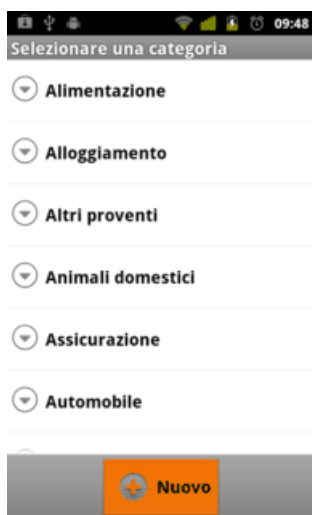 09:48
Selezionare una categoria
Alimentazione
Alloggiamento
Altri proventi
Animali domestici
Assicurazione
Automobile
Nuovo